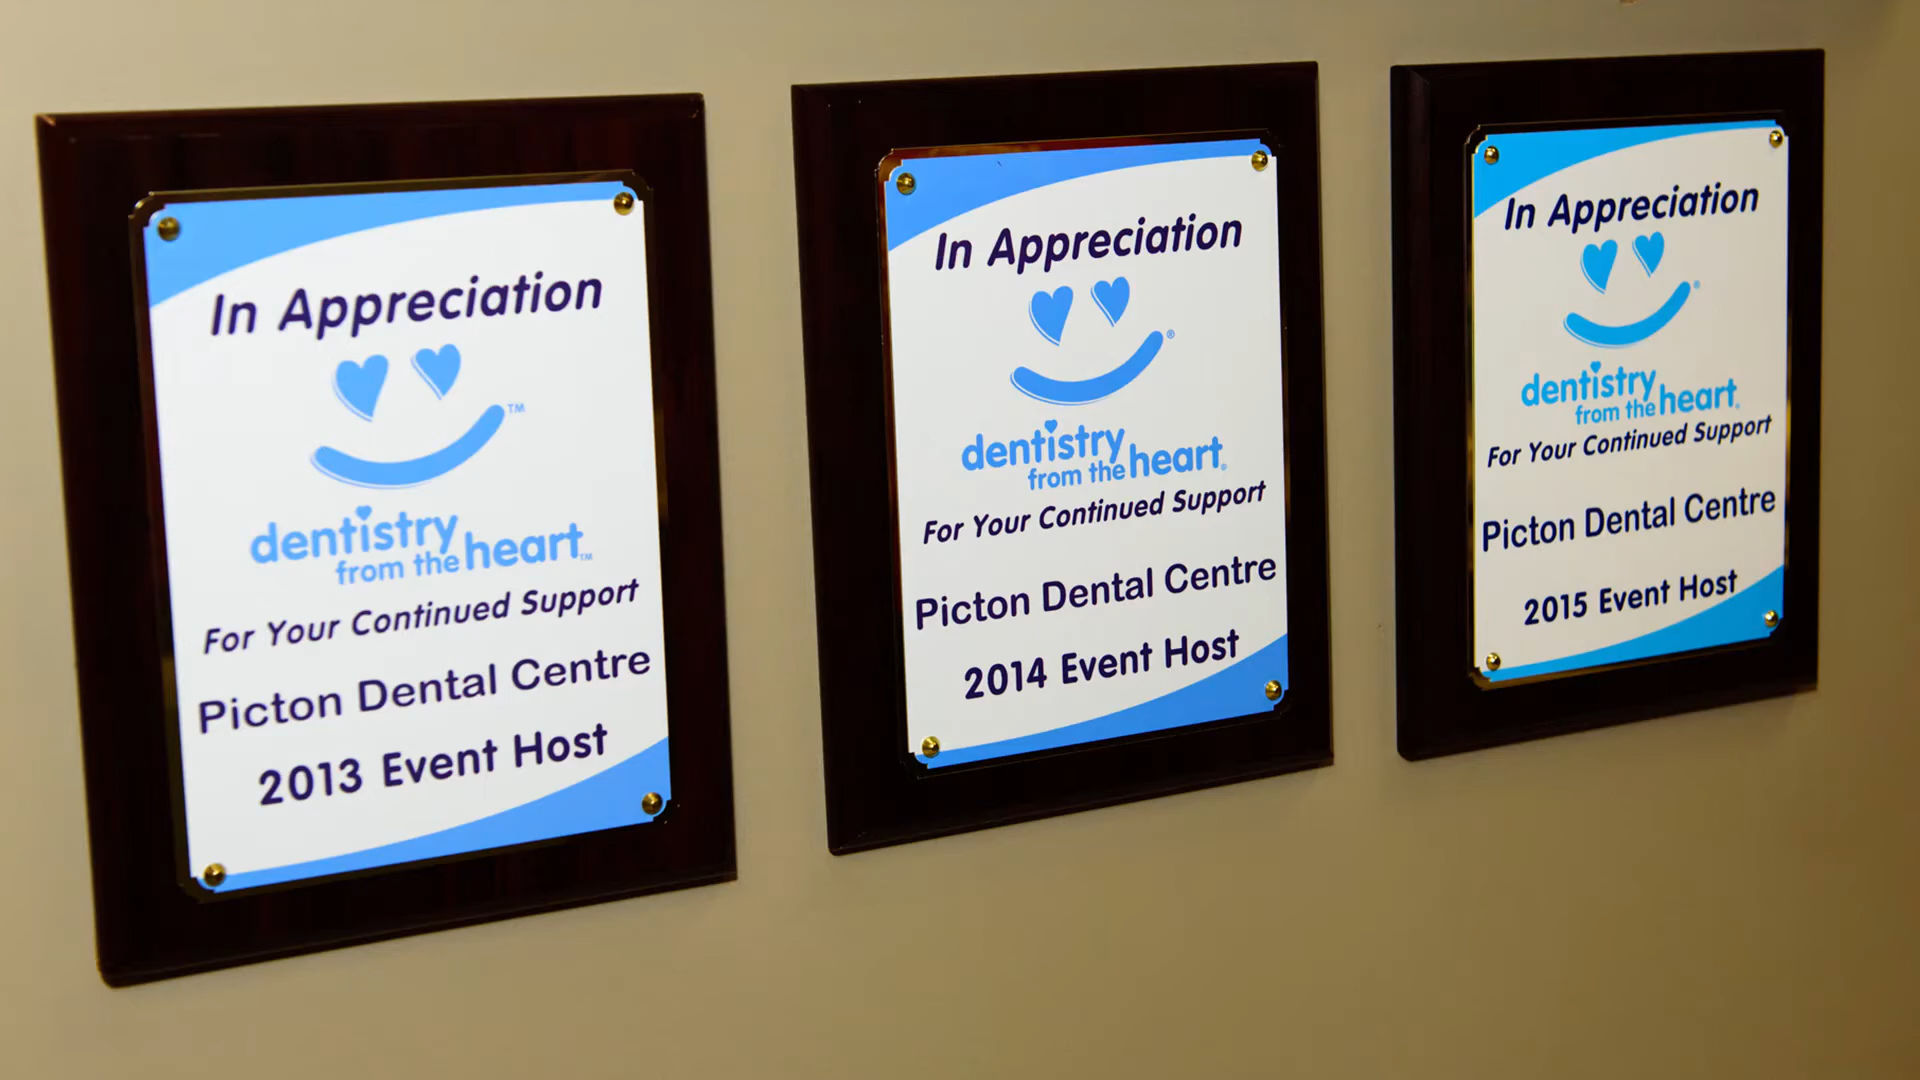 In Appreciation
™
dentistry
from the heart™
For Your Continued Support
Picton Dental Centre
2013 Event Host
In Appreciation
®
dentistry
from the heart®
For Your Continued Support
Picton Dental Centre
2014 Event Host
In Appreciation
®
dentistry
from the heart®
For Your Continued Support
Picton Dental Centre
2015 Event Host